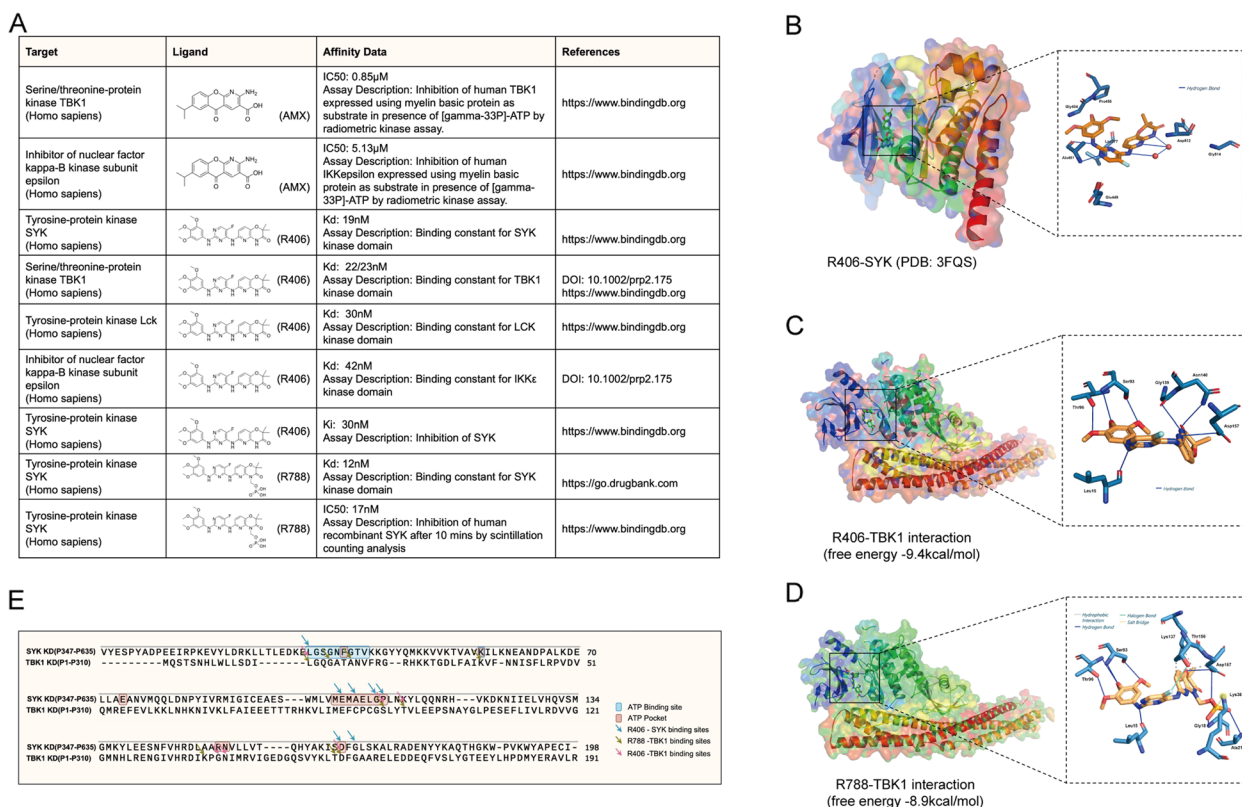 A
Target Ligand Affinity Data References
Serine/threonine-protein
kinase TBK1
(Homo sapiens)
(AMX)
IC50: 0.85µM
Assay Description: Inhibition of human TBK1
expressed using myelin basic protein as
substrate in presence of [gamma-33P]-ATP by
radiometric kinase assay.
https://www.bindingdb.org
Inhibitor of nuclear factor
kappa-B kinase subunit
epsilon
(Homo sapiens)
(AMX)
IC50: 5.13µM
Assay Description: Inhibition of human
IKKepsilon expressed using myelin basic
protein as substrate in presence of [gamma-
33P]-ATP by radiometric kinase assay.
https://www.bindingdb.org
Tyrosine-protein kinase
SYK
(Homo sapiens)
(R406)
Kd: 19nM
Assay Description: Binding constant for SYK
kinase domain
https://www.bindingdb.org
Serine/threonine-protein
kinase TBK1
(Homo sapiens)
(R406)
Kd: 22/23nM
Assay Description: Binding constant for TBK1
kinase domain
DOI: 10.1002/prp2.175
https://www.bindingdb.org
Tyrosine-protein kinase Lck
(Homo sapiens)
(R406)
Kd: 30nM
Assay Description: Binding constant for LCK
kinase domain
https://www.bindingdb.org
Inhibitor of nuclear factor
kappa-B kinase subunit
epsilon
(Homo sapiens)
(R406)
Kd: 42nM
Assay Description: Binding constant for IKKε
kinase domain
DOI: 10.1002/prp2.175
Tyrosine-protein kinase
SYK
(Homo sapiens)
(R406)
Ki: 30nM
Assay Description: Inhibition of SYK
https://www.bindingdb.org
Tyrosine-protein kinase
SYK
(Homo sapiens)
(R788)
Kd: 12nM
Assay Description: Binding constant for SYK
kinase domain
https://go.drugbank.com
Tyrosine-protein kinase
SYK
(Homo sapiens)
(R788)
IC50: 17nM
Assay Description: Inhibition of human
recombinant SYK after 10 mins by scintillation
counting analysis
https://www.bindingdb.org
B
Hydrogen Bond
Asp512
R406-SYK (PDB: 3FQS)
C
Ser93
Gly139
Asn140
Thr96
Asp157
Leu15
Hydrogen Bond
R406-TBK1 interaction
(free energy -9.4kcal/mol)
D
Hydrophobic
Interaction
Hydrogen Bond
Halogen Bond
Salt Bridge
Lys137
Thr156
Ser93
Asp157
Thr96
Lys38
Leu15
Gly18
Ala21
R788-TBK1 interaction
(free energy -8.9kcal/mol)
E
SYK KD(P347-P635) VYESPYADPEEIRPKEVYLDRKLLTLEDKELGSGNFGTVKKGYYQMKKVVKTVAVKILKNEANDPALKDE 70
TBK1 KD(P1-P310) --------MQSTSNHLWLLSDI-----LGQGATANVFRG--RHKKTGDLFAIKVF-NNISFLRPVDV 51
SYK KD(P347-P635) LLAEANVMQQLDNPYIVRMIGICEAES----WMLVMEMAELGPLNKYLQQNRH---VKDKNIIELVHQVSM 134
TBK1 KD(P1-P310) QMREFEVLKKLNHKNIVKLFAIEEETTTRHKVLIMEFCPCGSLYTVLEEPSNAYGLPESEFLIVLRDVVG 121
SYK KD(P347-P635) GMKYLEESNFVHRDLAARNVLLVT----QHYAKISDFGLSKALRADENYYKAQTHGKW-PVKWYAPECI- 198
TBK1 KD(P1-P310) GMNHLRENGIVHRDIKPGNIMRVIGEDGQSVYKLTDFGAARELEDDEQFVSLYGTEEYLHPDMYERAVLR 191
ATP Binding site
ATP Pocket
R406 - SYK binding sites
R788 -TBK1 binding sites
R406 -TBK1 binding sites